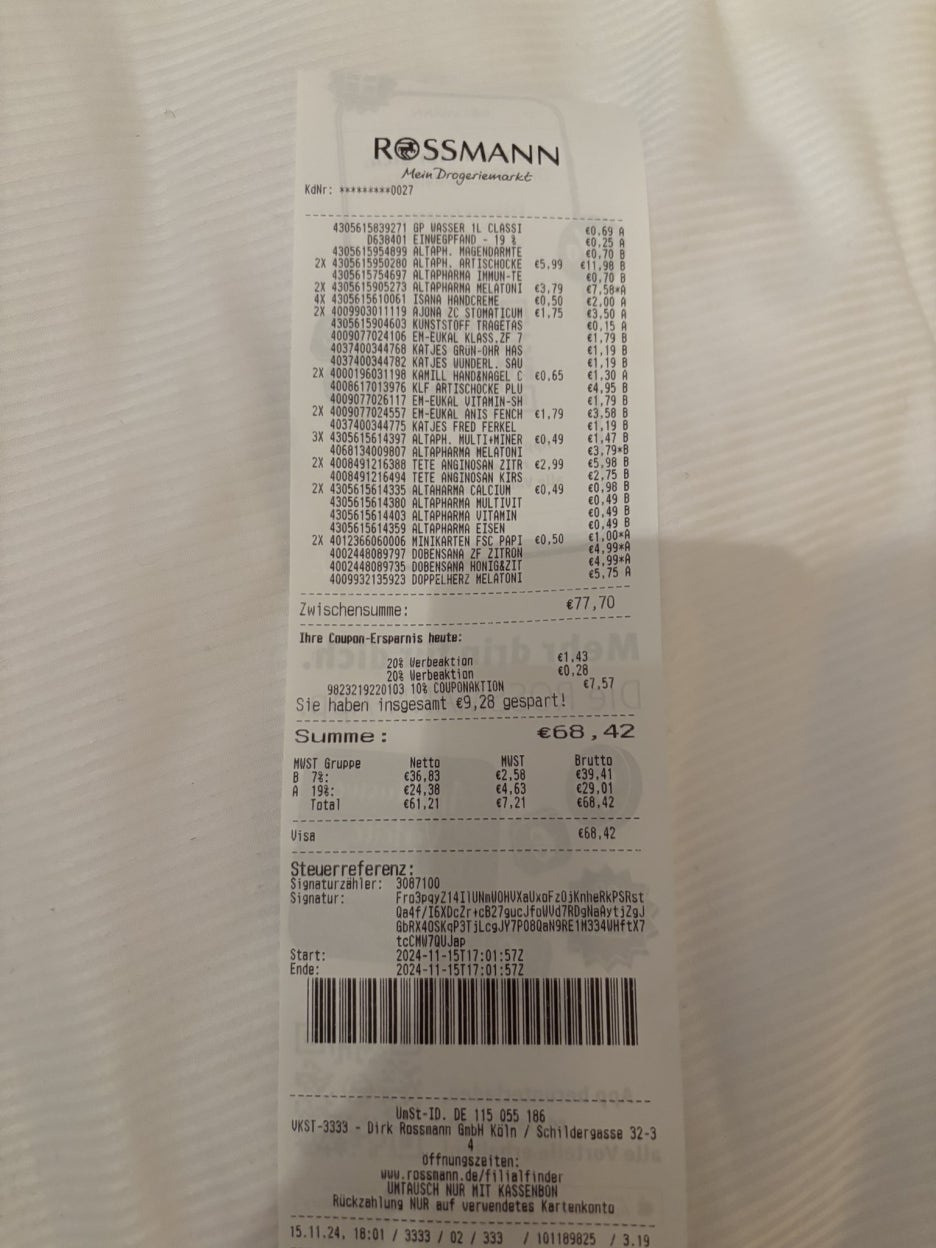 ROSSMANN
Mein Drogeriemarkt
KdNr: *********0027
4305615839271 GP WASSER 1L CLASSI €0,69 A
D638401 EINWEGPFAND - 19 % €0,25 A
4305615954899 ALTAPH. MAGENDARMTE €0,70 B
2X 4305615950280 ALTAPH. ARTISCHOCKE €5,99 €11,98 B
4305615754697 ALTAPHARMA IMMUN-TE €0,70 B
2X 4305615905273 ALTAPHARMA MELATONI €3,79 €7,58*A
4X 4305615610061 ISANA HANDCREME €0,50 €2,00 A
2X 4009903011119 AJONA ZC STOMATICUM €1,75 €3,50 A
4305615904603 KUNSTSTOFF TRAGETAS €0,15 A
4009077024106 EM-EUKAL KLASS.ZF 7 €1,79 B
4037400344768 KATJES GRÜN-OHR HAS €1,19 B
4037400344782 KATJES WUNDERL. SAU €1,19 B
2X 4000196031198 KAMILL HAND&NAGEL C €0,65 €1,30 A
4008617013976 KLF ARTISCHOCKE PLU €4,95 B
4009077026117 EM-EUKAL VITAMIN-SH €1,79 B
2X 4009077024557 EM-EUKAL ANIS FENCH €1,79 €3,58 B
4037400344775 KATJES FRED FERKEL €1,19 B
3X 4305615614397 ALTAPH. MULTI+MINER €0,49 €1,47 B
4068134009807 ALTAPHARMA MELATONI €3,79*B
2X 4008491216388 TETE ANGINOSAN ZITR €2,99 €5,98 B
4008491216494 TETE ANGINOSAN KIRS €2,75 B
2X 4305615614335 ALTAHARMA CALCIUM €0,49 €0,98 B
4305615614380 ALTAPHARMA MULTIVIT €0,49 B
4305615614403 ALTAPHARMA VITAMIN €0,49 B
4305615614359 ALTAPHARMA EISEN €0,49 B
2X 4012366060006 MINIKARTEN FSC PAPI €0,50 €1,00*A
4002448089797 DOBENSANA ZF ZITRON €4,99*A
4002448089735 DOBENSANA HONIG&ZIT €4,99*A
4009932135923 DOPPELHERZ MELATONI €5,75 A
Zwischensumme: €77,70
Ihre Coupon-Ersparnis heute:
20% Werbeaktion €1,43
20% Werbeaktion €0,28
9823219220103 10% COUPONAKTION €7,57
Sie haben insgesamt €9,28 gespart!
Summe: €68,42
MWST Gruppe Netto MWST Brutto
B 7%: €36,83 €2,58 €39,41
A 19%: €24,38 €4,63 €29,01
Total €61,21 €7,21 €68,42
Visa €68,42
Steuerreferenz:
Signaturzähler: 3087100
Signatur: Fro3pqyZ14IlUNmW0HVXaUxoFzOjKnheRkPSRst
Qa4f/I6XDcZr+cB27gucJfoWVd7RDgNaAytjZgJ
GbRX4OSKqP3TjLcgJY7PO8QaN9RE1M334WHftX7
tcCMW7QUJap
Start: 2024-11-15T17:01:57Z
Ende: 2024-11-15T17:01:57Z
UmSt-ID. DE 115 055 186
VKST-3333 - Dirk Rossmann GmbH Köln / Schildergasse 32-3
4
Öffnungszeiten:
www.rossmann.de/filialfinder
UMTAUSCH NUR MIT KASSENBON
Rückzahlung NUR auf verwendetes Kartenkonto
15.11.24, 18:01 / 3333 / 02 / 333 / 101189825 / 3.19